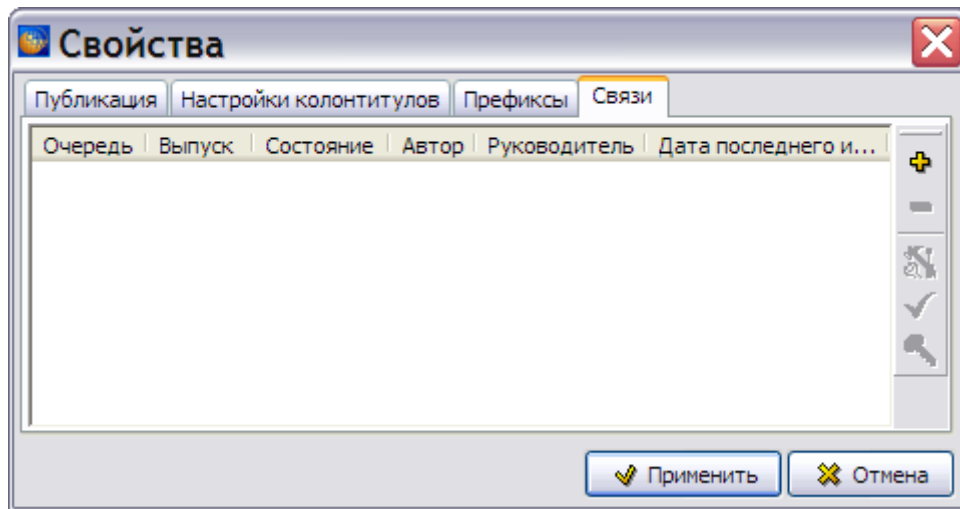 Свойства
Публикация Настройки колонтитулов Префиксы Связи
Очередь Выпуск Состояние Автор Руководитель Дата последнего и...
Применить Отмена